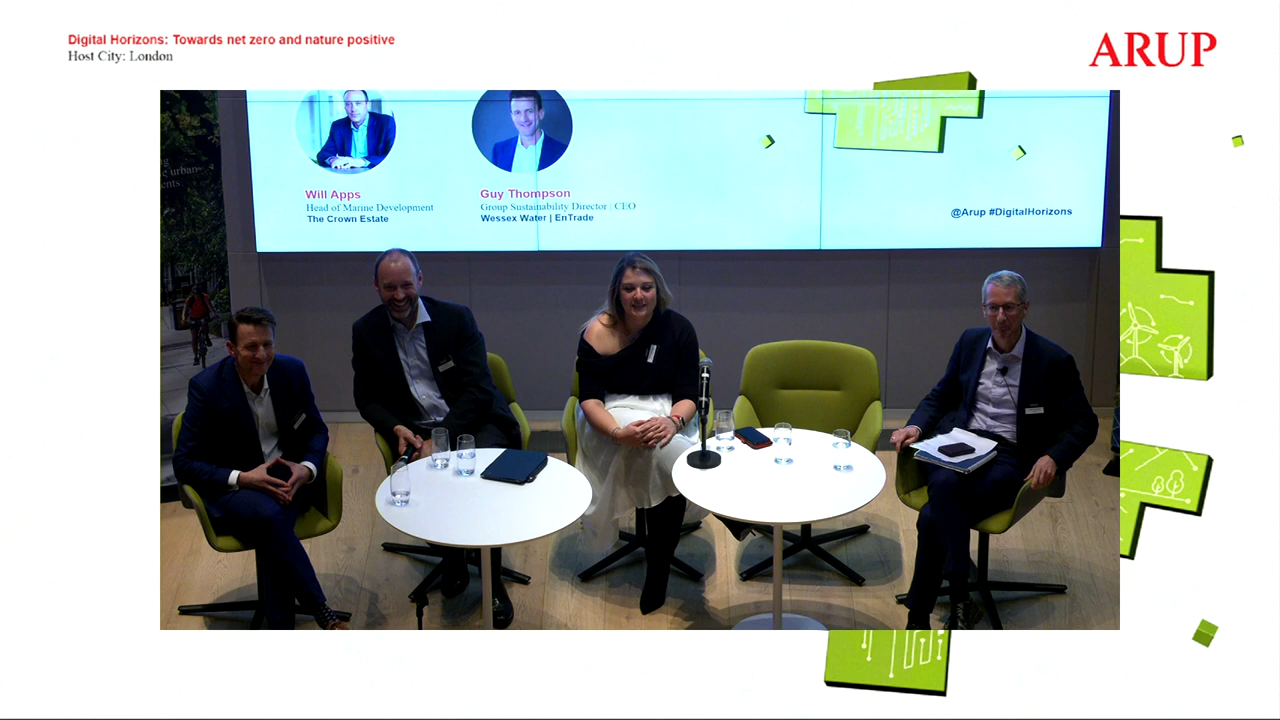 Digital Horizons: Towards net zero and nature positive
Host City: London
ARUP
urban
Will Apps
Head of Marine Development
The Crown Estate
Guy Thompson
Group Sustainability Director | CEO
Wessex Water | EnTrade
@Arup #DigitalHorizons